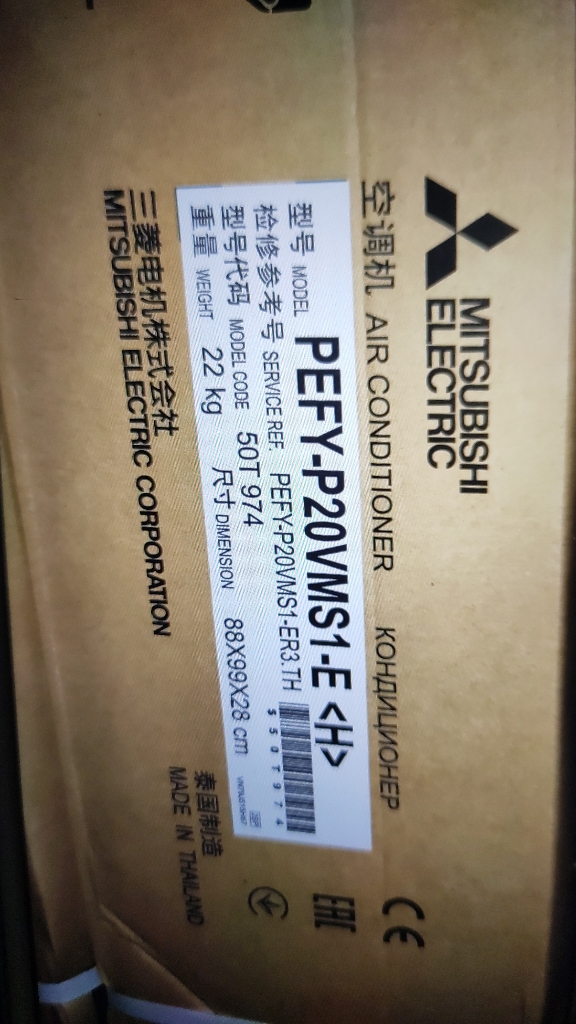 MITSUBISHI
ELECTRIC
空调机 AIR CONDITIONER КОНДИЦИОНЕР
型号 MODEL PEFY-P20VMS1-E <H>
检修参考号 SERVICE REF. PEFY-P20VMS1-ER3.TH
型号代码 MODEL CODE 50T 974
$50T974
重量 WEIGHT 22 kg 尺寸 DIMENSION 88X99X28 cm
三菱电机株式会社
MITSUBISHI ELECTRIC CORPORATION
泰国制造
MADE IN THAILAND
CE
EAC